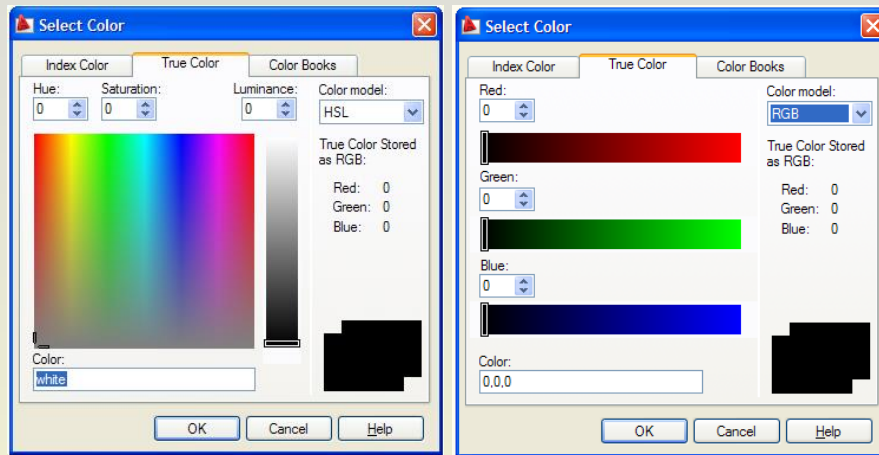 Select Color
Index Color True Color Color Books
Hue: Saturation: Luminance: Color model:
0 0 0 HSL
True Color Stored
as RGB:
Red: 0
Green: 0
Blue: 0
Color:
white
OK Cancel Help
Select Color
Index Color True Color Color Books
Red: Color model:
0 RGB
True Color Stored
as RGB:
Green: Red: 0
0 Green: 0
Blue: 0
Blue:
0
Color:
0,0,0
OK Cancel Help